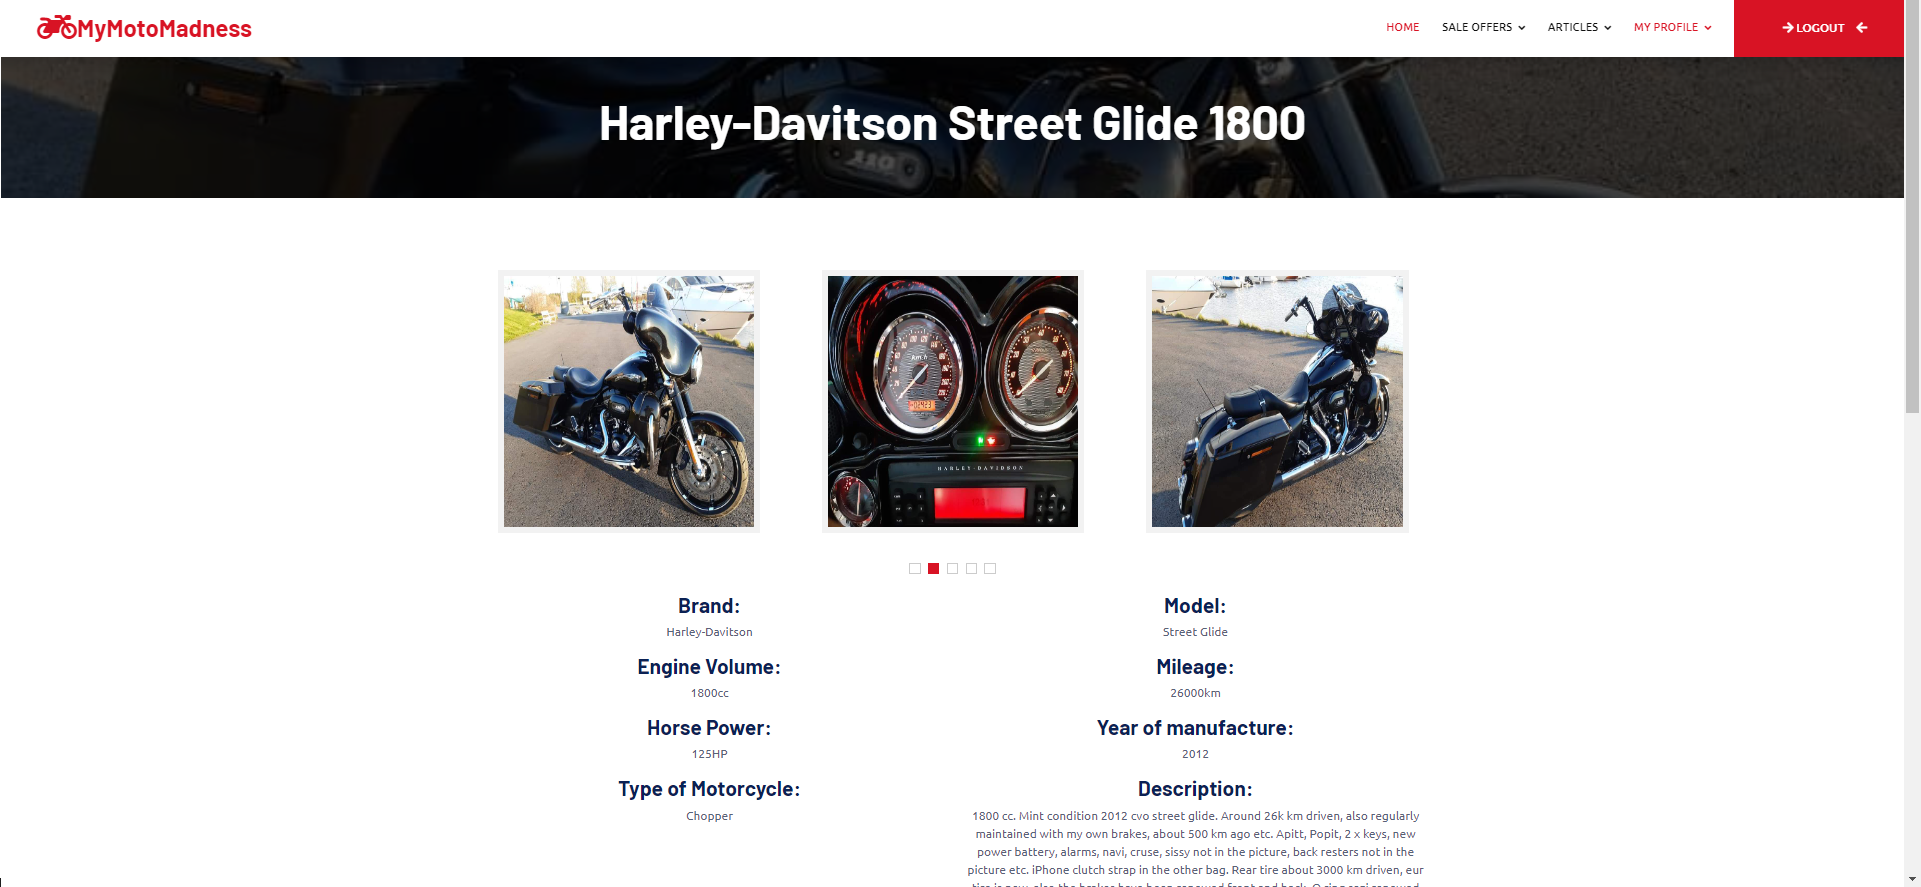 MyMotoMadness
HOME SALE OFFERS ARTICLES MY PROFILE LOGOUT
Harley-Davitson Street Glide 1800
110
km/h
HARLEY-DAVIDSON
Brand:
Harley-Davitson
Model:
Street Glide
Engine Volume:
1800cc
Mileage:
26000km
Horse Power:
125HP
Year of manufacture:
2012
Type of Motorcycle:
Chopper
Description:
1800 cc. Mint condition 2012 cvo street glide. Around 26k km driven, also regularly
maintained with my own brakes, about 500 km ago etc. Apitt, Popit, 2 x keys, new
power battery, alarms, navi, cruse, sissy not in the picture, back resters not in the
picture etc. iPhone clutch strap in the other bag. Rear tire about 3000 km driven, eur